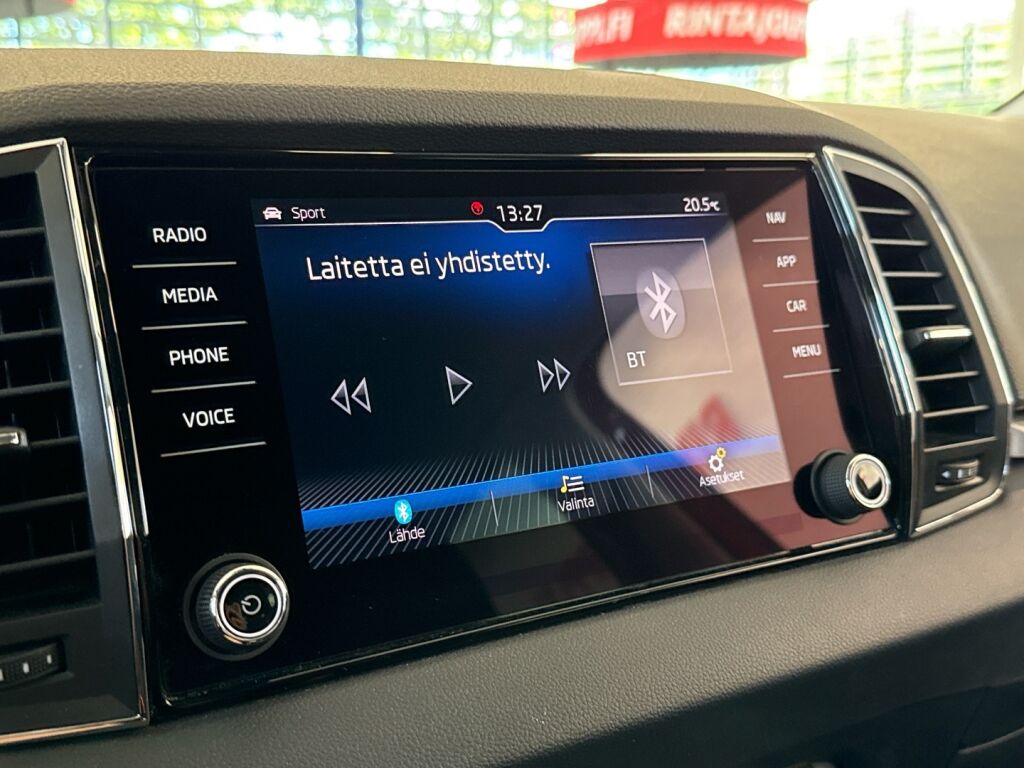 RINTAJOU
RADIO
MEDIA
PHONE
VOICE
Sport
13:27
20.5°C
Laitetta ei yhdistetty.
BT
Lähde
Valinta
Asetukset
NAV
APP
CAR
MENU